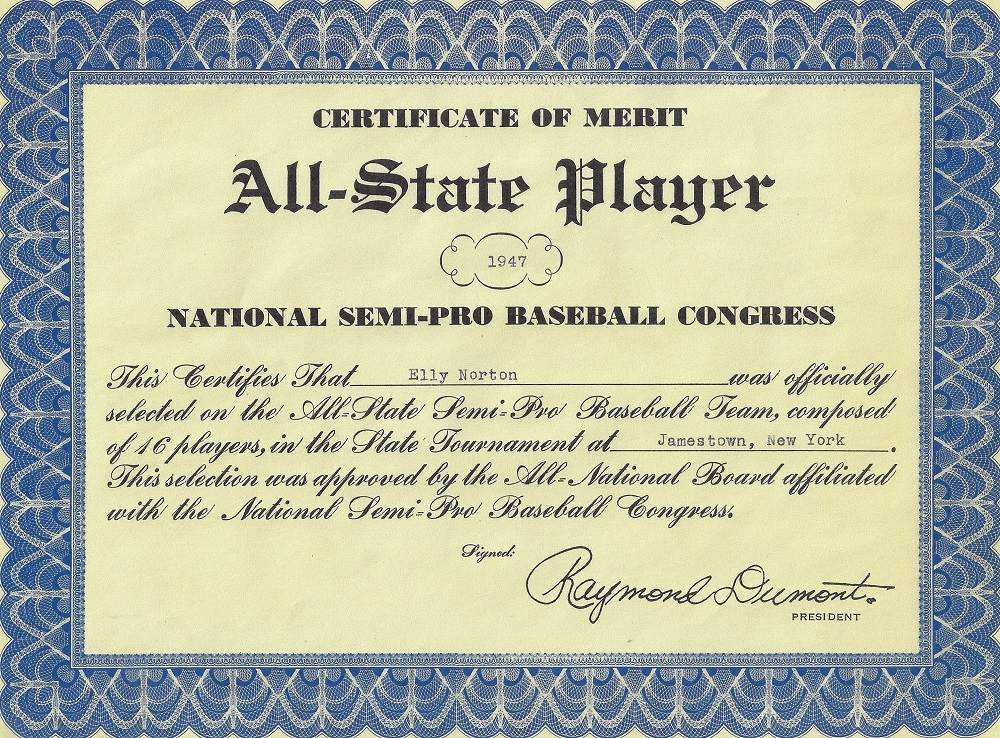 CERTIFICATE OF MERIT
All-State Player
1947
NATIONAL SEMI-PRO BASEBALL CONGRESS
This Certifies That Elly Norton was officially
selected on the All-State Semi-Pro Baseball Team, composed
of 16 players, in the State Tournament at Jamestown, New York.
This selection was approved by the All-National Board affiliated
with the National Semi-Pro Baseball Congress.
Signed:
Raymond Dumont.
PRESIDENT